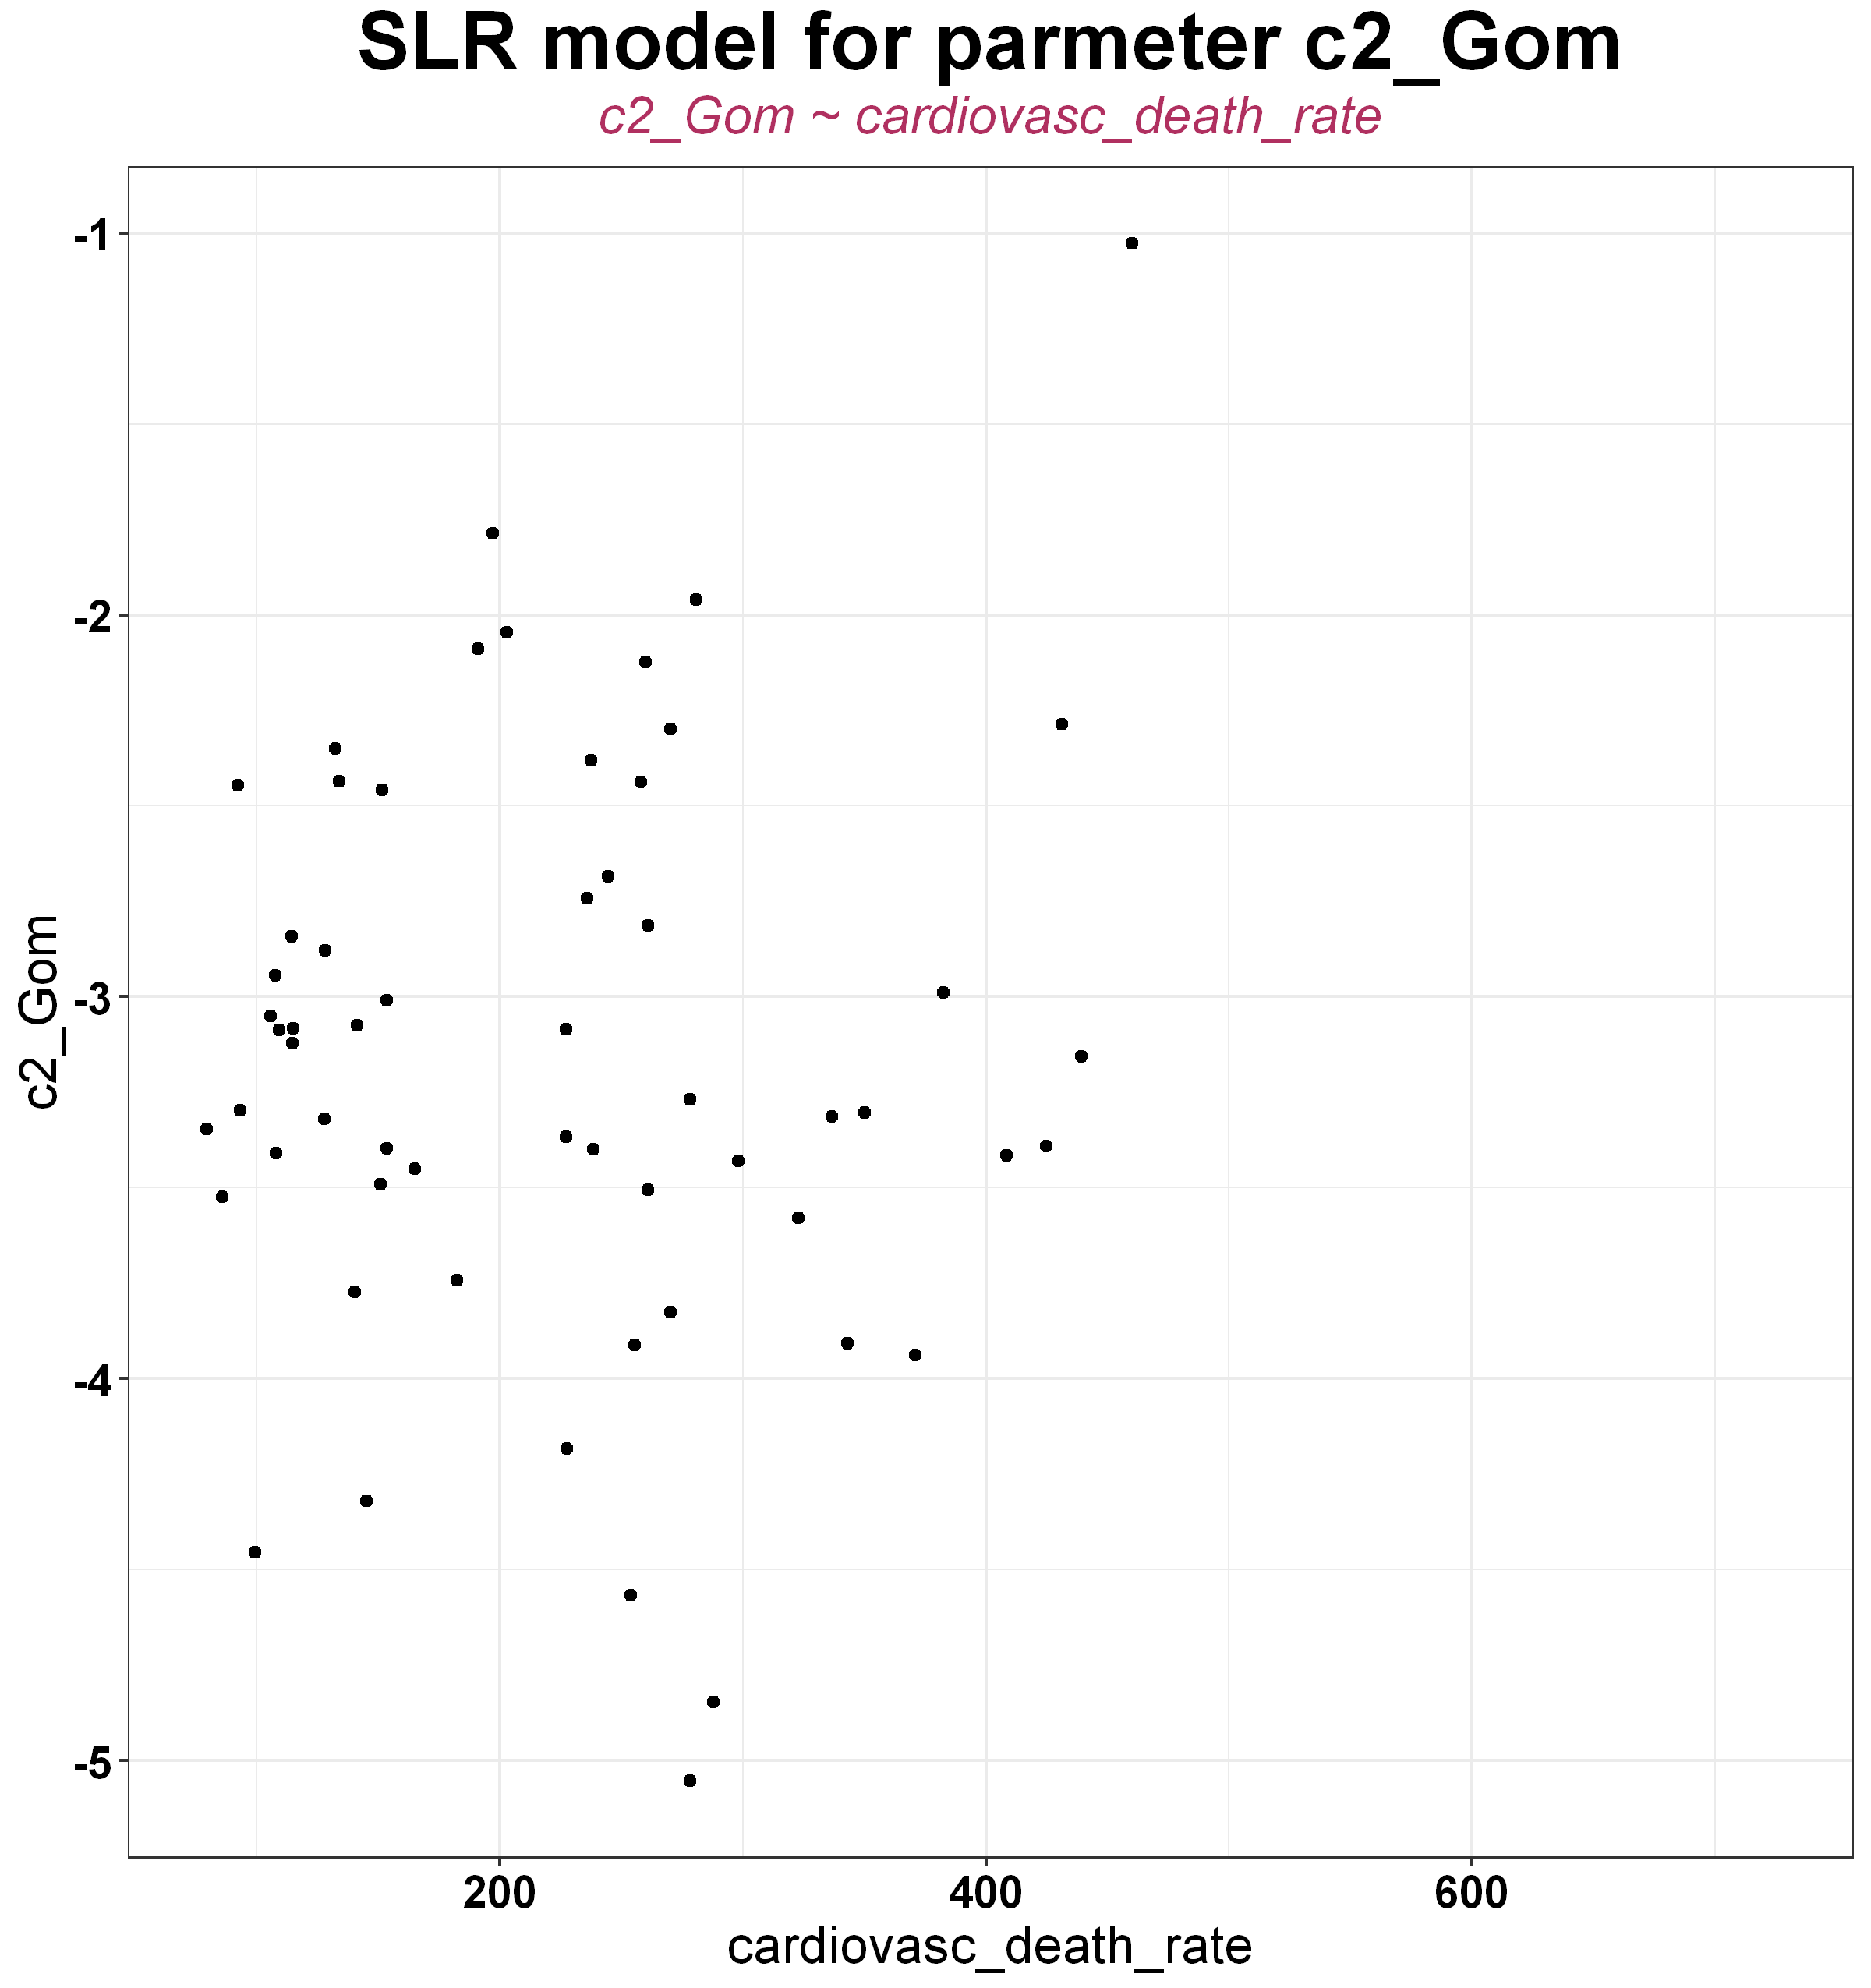 SLR model for parmeter c2_Gom
c2_Gom ~ cardiovasc_death_rate
-1
-2
-3
-4
-5
c2_Gom
200
400
600
cardiovasc_death_rate